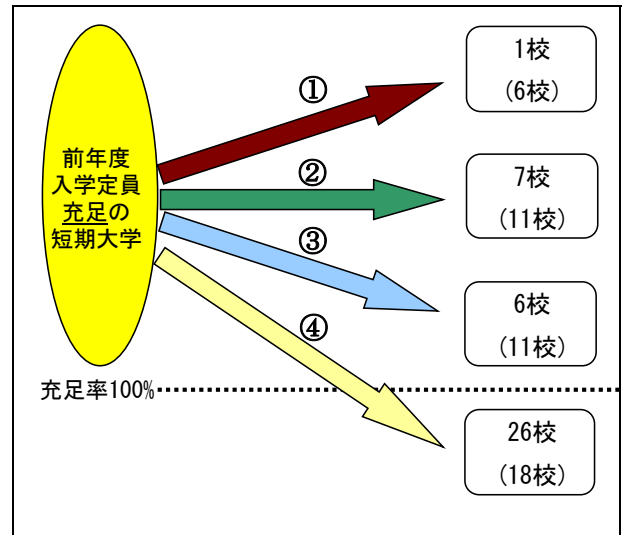 前年度
入学定員
充足の
短期大学
①
②
③
④
1校
(6校)
7校
(11校)
6校
(11校)
充足率100%
26校
(18校)